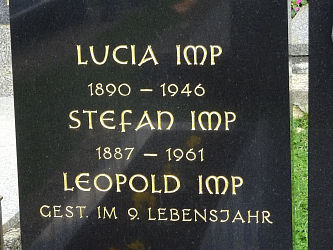 LUCIA IMP
1890 – 1946
STEFAN IMP
1887 – 1961
LEOPOLD IMP
GEST. IM 9. LEBENSJAHR